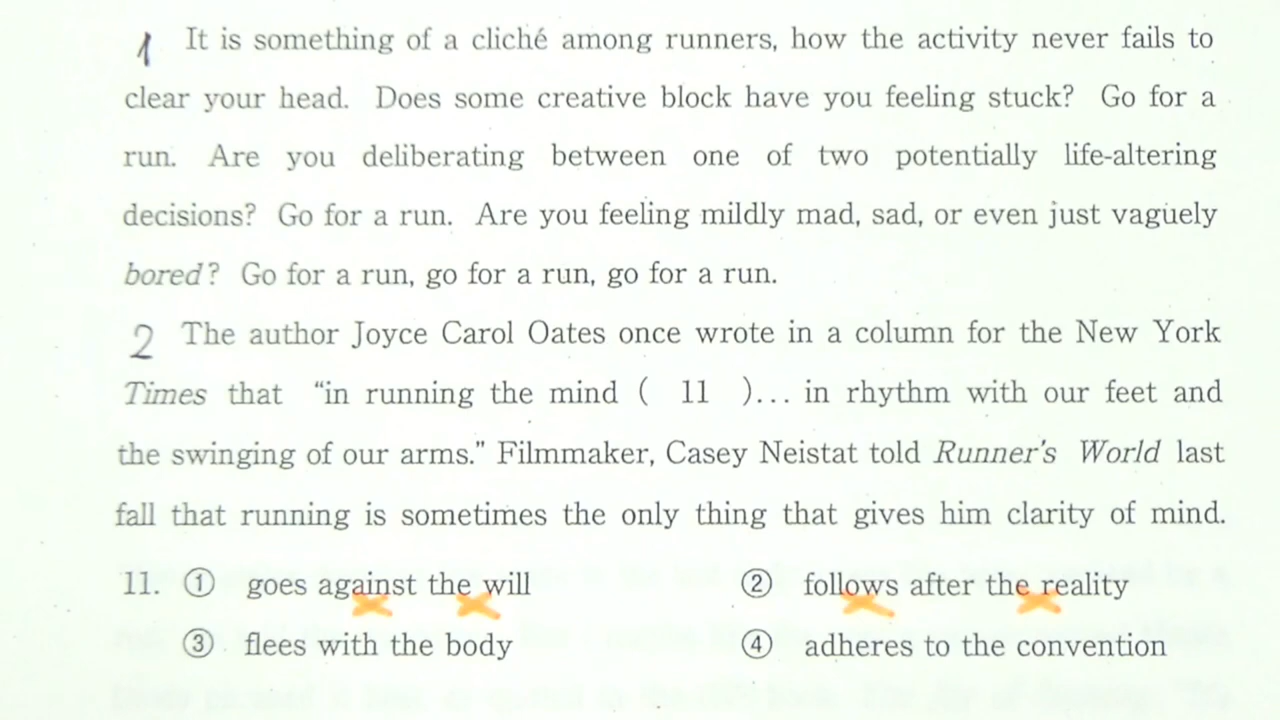 1 It is something of a cliché among runners, how the activity never fails to
clear your head. Does some creative block have you feeling stuck? Go for a
run. Are you deliberating between one of two potentially life-altering
decisions? Go for a run. Are you feeling mildly mad, sad, or even just vaguely
bored? Go for a run, go for a run, go for a run.
2 The author Joyce Carol Oates once wrote in a column for the New York
Times that “in running the mind ( 11 )... in rhythm with our feet and
the swinging of our arms.” Filmmaker, Casey Neistat told Runner's World last
fall that running is sometimes the only thing that gives him clarity of mind.
11. ① goes against the will ② follows after the reality
③ flees with the body ④ adheres to the convention